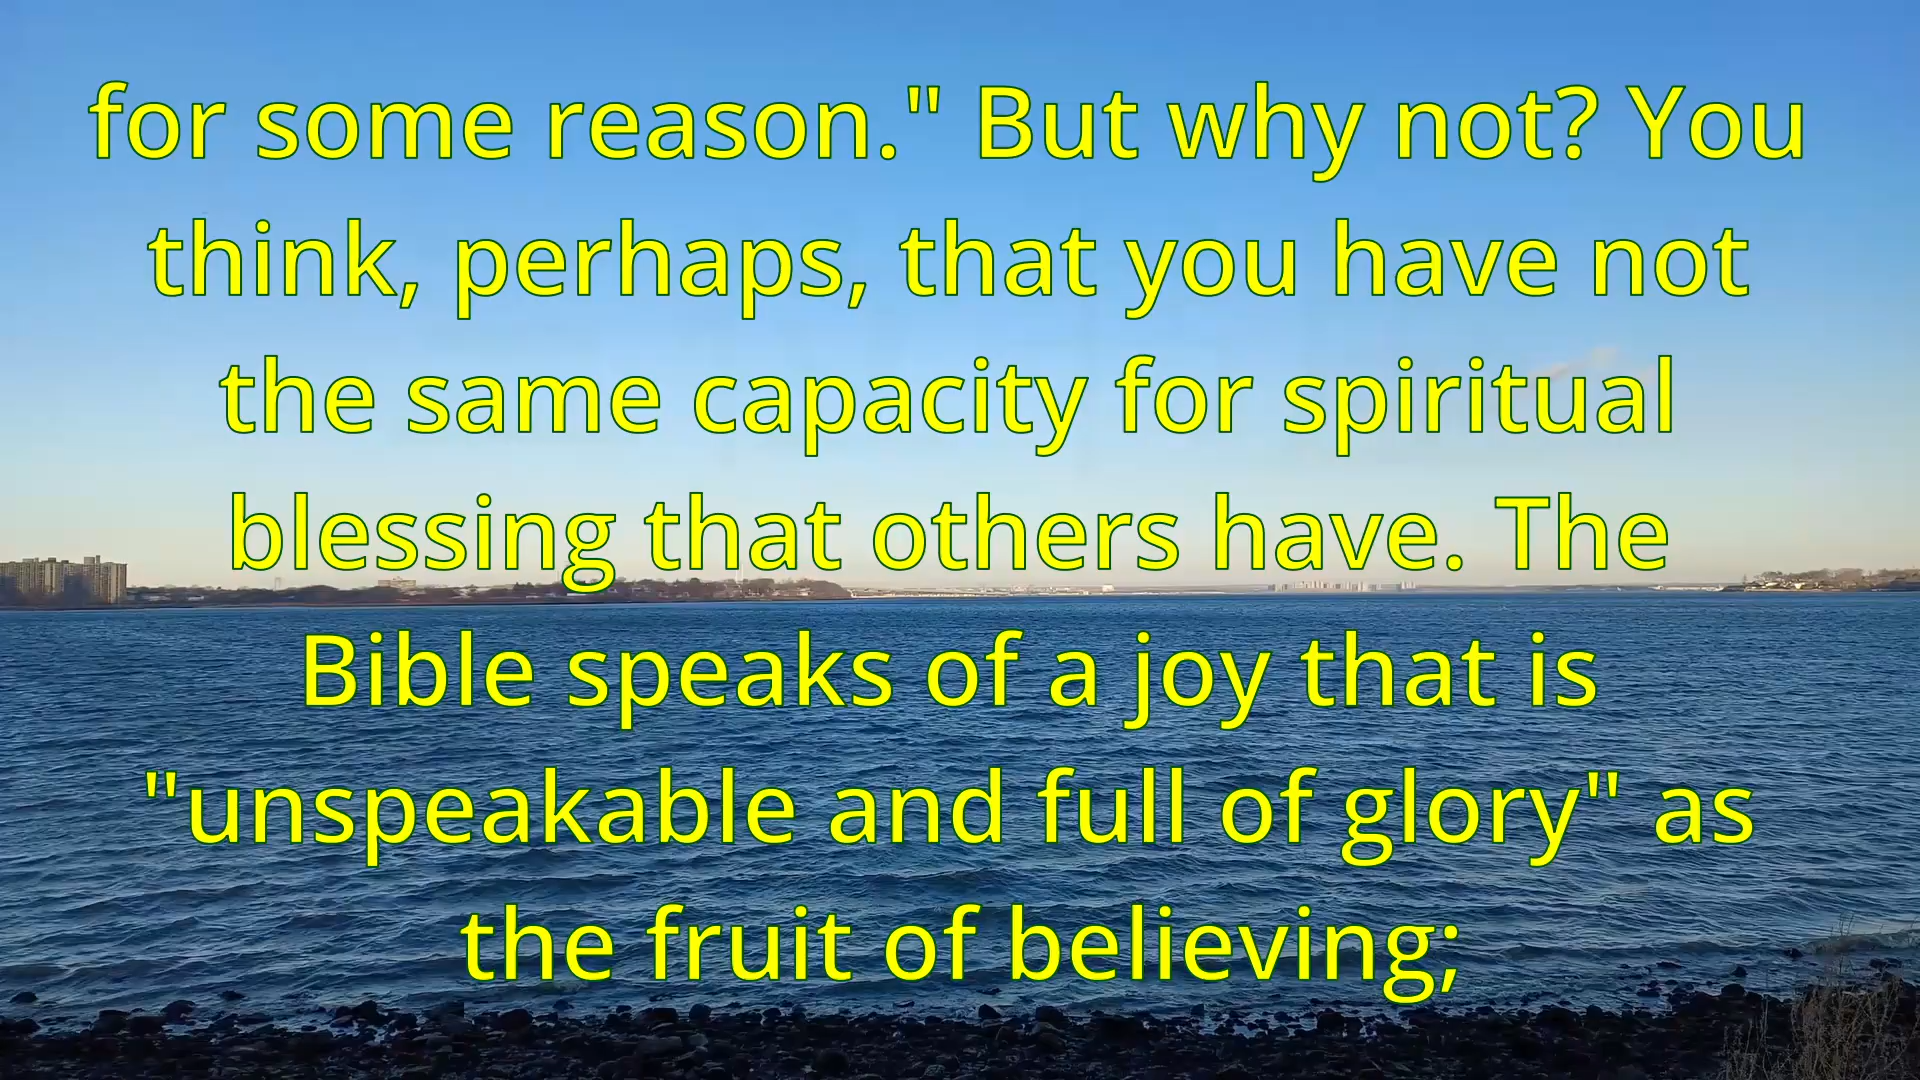 for some reason." But why not? You
think, perhaps, that you have not
the same capacity for spiritual
blessing that others have. The
Bible speaks of a joy that is
"unspeakable and full of glory" as
the fruit of believing;